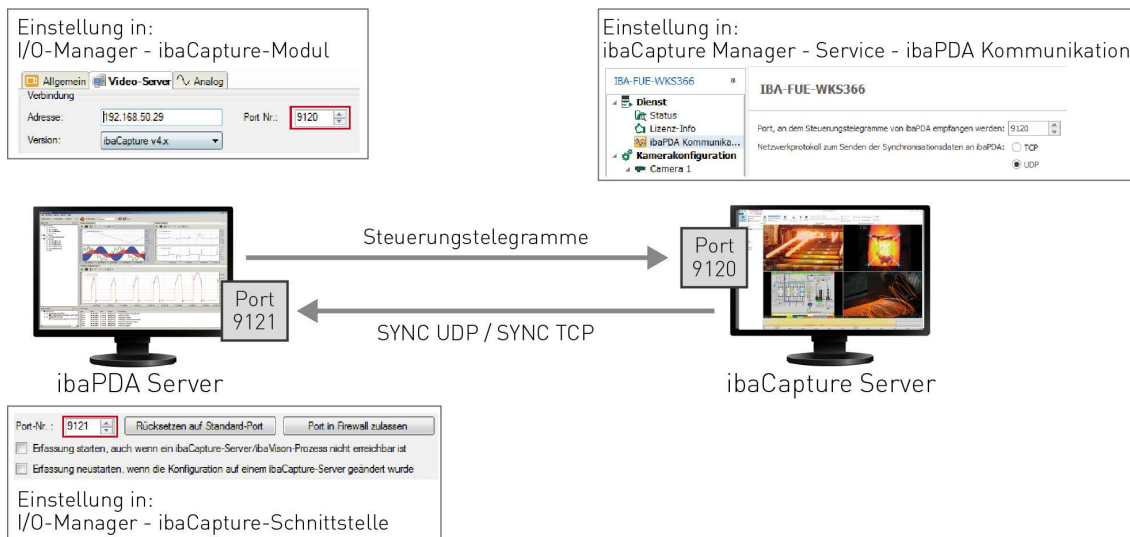 Einstellung in:
I/O-Manager - ibaCapture-Modul
Allgemein Video-Server Analog
Verbindung
Adresse: 192.168.50.29 Port Nr.: 9120
Version: ibaCapture v4.x
Einstellung in:
ibaCapture Manager - Service - ibaPDA Kommunikation
IBA-FUE-WKS366
Dienst
Status
Lizenz-Info
ibaPDA Kommunika...
Kamerakonfiguration
Camera 1
IBA-FUE-WKS366
Port, an dem Steuerungstelegramme von ibaPDA empfangen werden: 9120
Netzwerkprotokoll zum Senden der Synchronisationsdaten an ibaPDA: TCP
UDP
Steuerungstelegramme
Port
9120
Port
9121
SYNC UDP / SYNC TCP
ibaPDA Server
ibaCapture Server
Port-Nr. : 9121 Rücksetzen auf Standard-Port Port in Firewall zulassen
Erfassung starten, auch wenn ein ibaCapture-Server/ibaVison-Prozess nicht erreichbar ist
Erfassung neustarten, wenn die Konfiguration auf einem ibaCapture-Server geändert wurde
Einstellung in:
I/O-Manager - ibaCapture-Schnittstelle